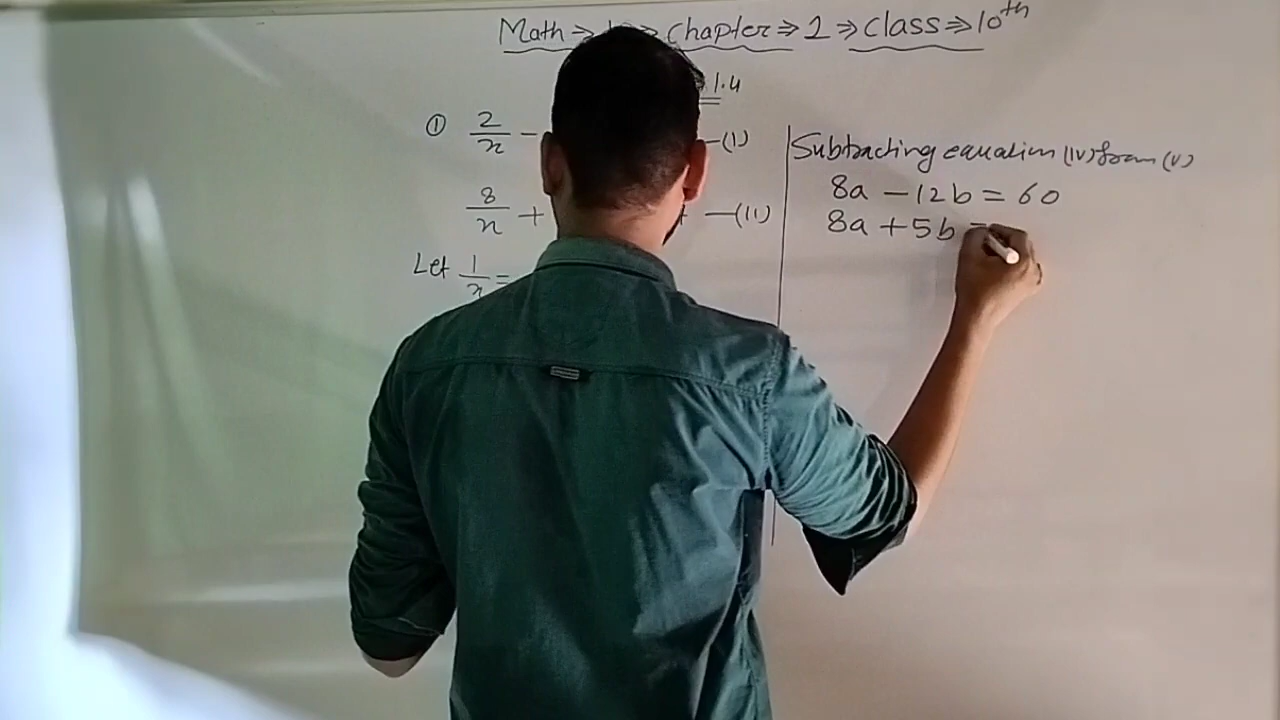 Math ⇒ Chapter ⇒ 1 ⇒ Class ⇒ 10th
1.4
① 2/x − —(I)
8/x + —(II)
Let 1/x =
Subtracting equation (IV) from (V)
8a − 12b = 60
8a + 5b =